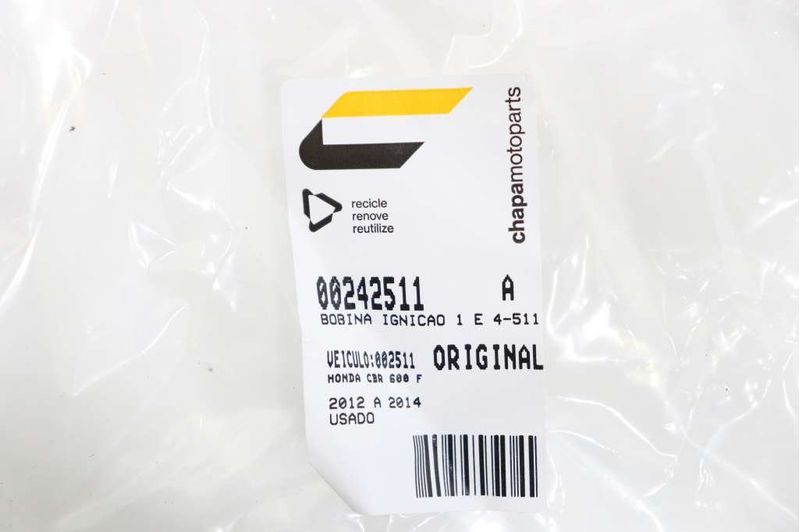 chapamotoparts
recicle
renove
reutilize
00242511 A
BOBINA IGNICAO 1 E 4-511
VEICULO:002511 ORIGINAL
HONDA CBR 600 F
2012 A 2014
USADO